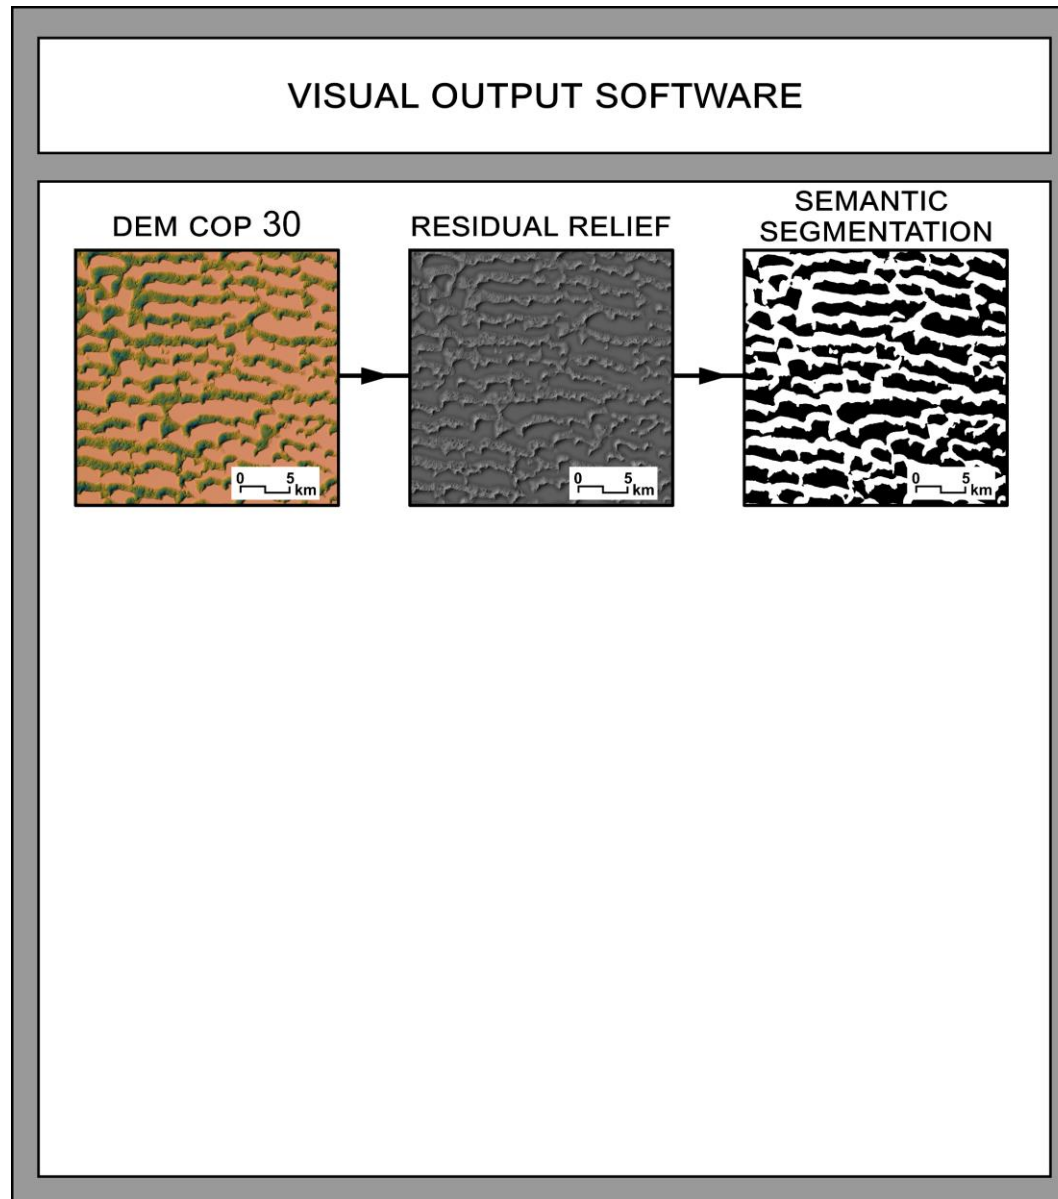 VISUAL OUTPUT SOFTWARE
DEM COP 30
RESIDUAL RELIEF
SEMANTIC
SEGMENTATION
0 5
km
0 5
km
0 5
km